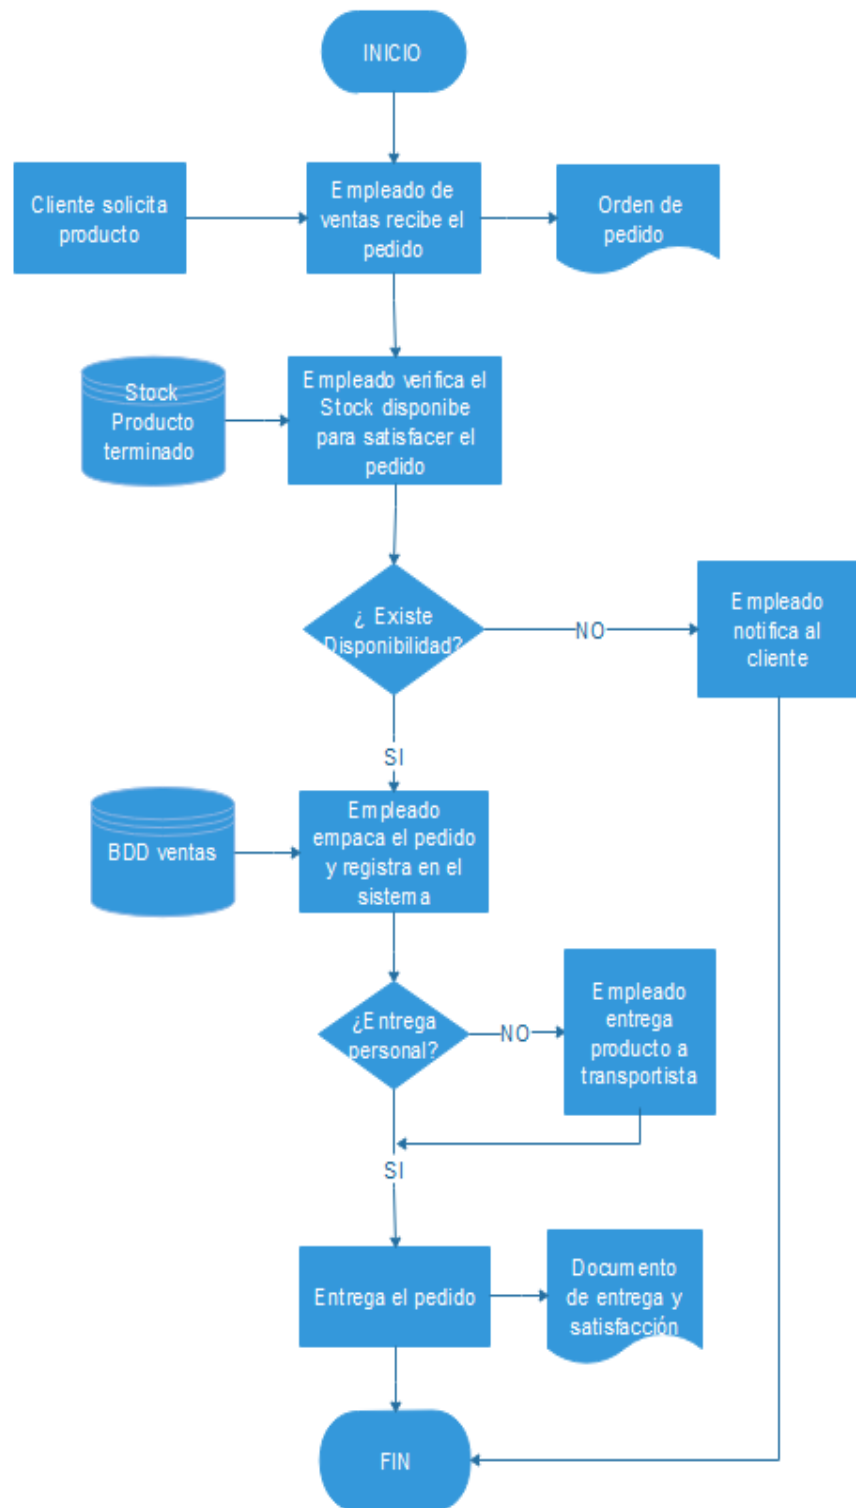 INICIO
Cliente solicita
producto
Empleado de
ventas recibe el
pedido
Orden de
pedido
Stock
Producto
terminado
Empleado verifica el
Stock disponibe
para satisfacer el
pedido
¿ Existe
Disponibilidad?
NO
Empleado
notifica al
cliente
SI
BDD ventas
Empleado
empaca el pedido
y registra en el
sistema
¿Entrega
personal?
NO
Empleado
entrega
producto a
transportista
SI
Entrega el pedido
Documento
de entrega y
satisfacción
FIN